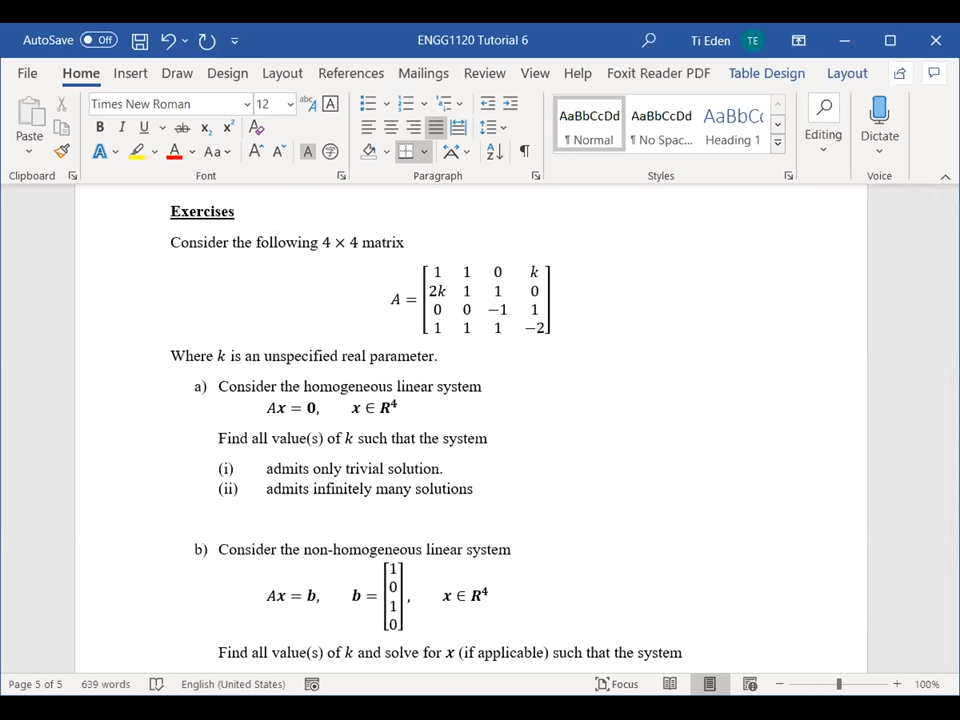 AutoSave Off ENGG1120 Tutorial 6 Ti Eden TE
File Home Insert Draw Design Layout References Mailings Review View Help Foxit Reader PDF Table Design Layout
Paste Times New Roman 12 A A AaBbCcDd AaBbCcDd AaBbCc Editing Dictate
B I U ab x₂ x² A ¶ Normal ¶ No Spac... Heading 1
A A Aa A A A
Clipboard Font Paragraph Styles Voice
Exercises
Consider the following 4 × 4 matrix
A = [1 1 0 k
2k 1 1 0
0 0 −1 1
1 1 1 −2]
Where k is an unspecified real parameter.
a) Consider the homogeneous linear system
Ax = 0, x ∈ R⁴
Find all value(s) of k such that the system
(i) admits only trivial solution.
(ii) admits infinitely many solutions
b) Consider the non-homogeneous linear system
Ax = b, b = [1 0 1 0], x ∈ R⁴
Find all value(s) of k and solve for x (if applicable) such that the system
Page 5 of 5 639 words English (United States) Focus 100%